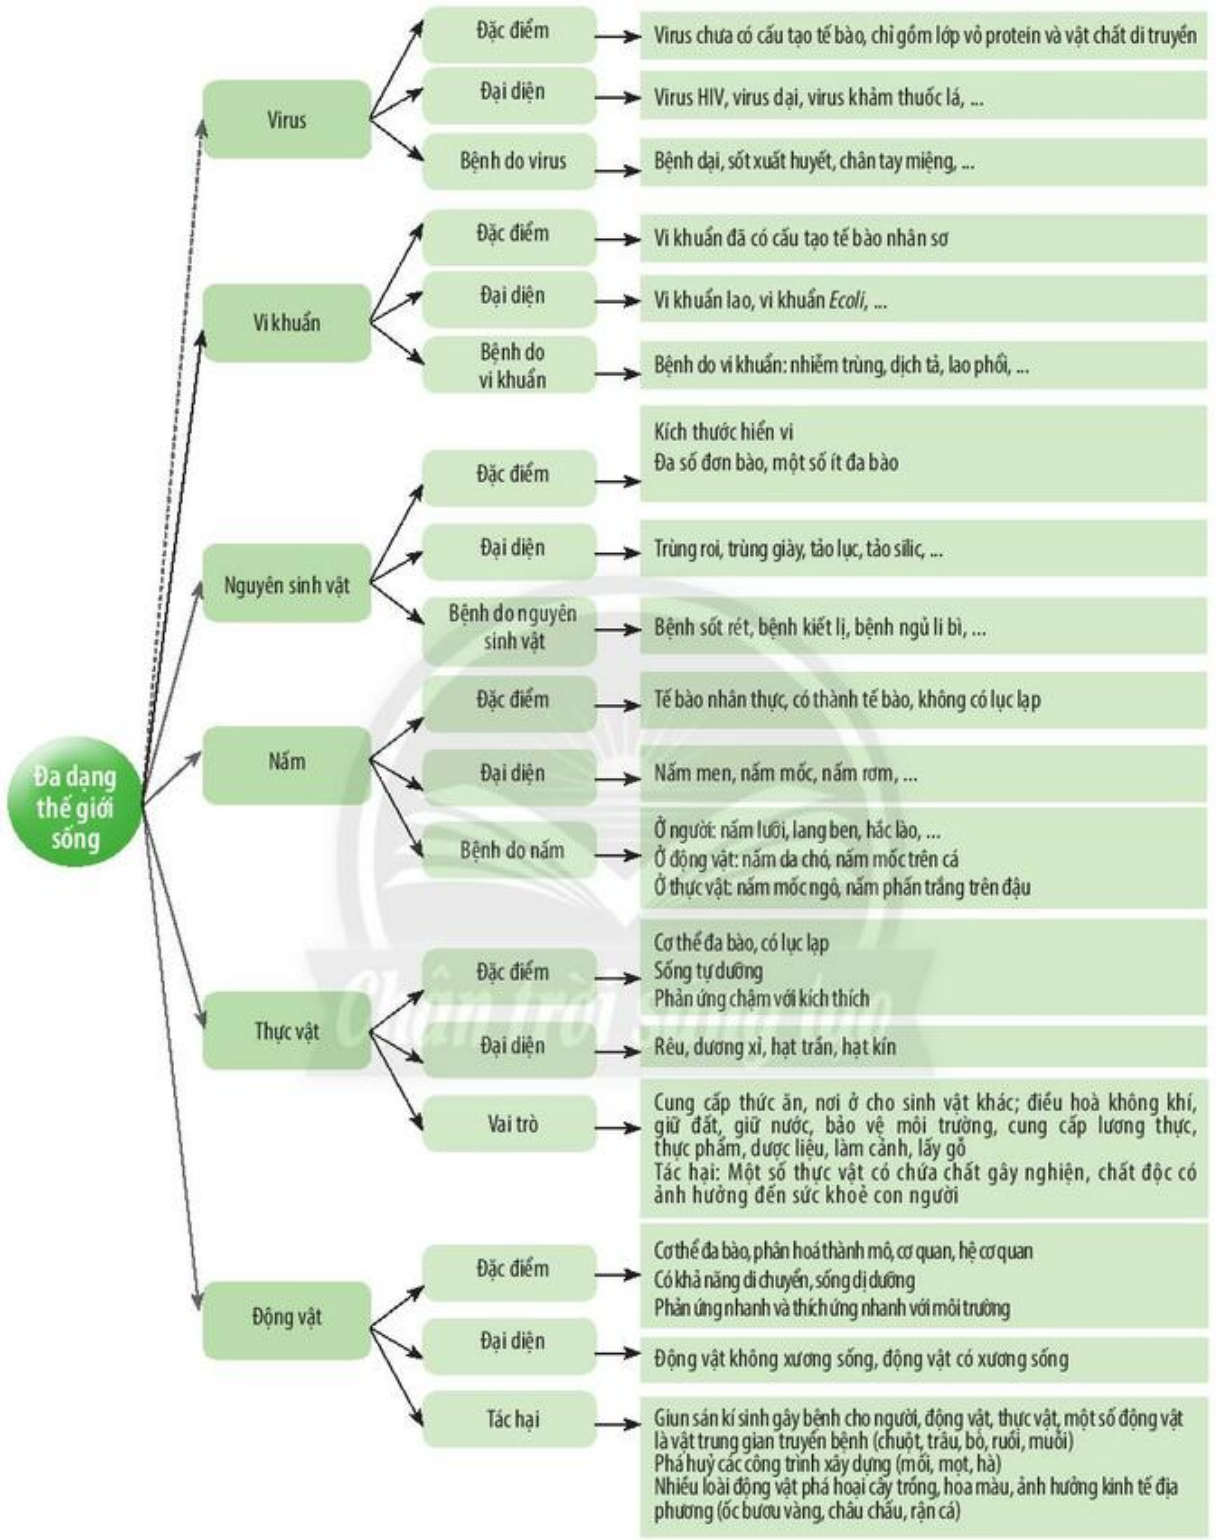 Đa dạng
thế giới
sống
Virus
Đặc điểm
Virus chưa có cấu tạo tế bào, chỉ gồm lớp vỏ protein và vật chất di truyền
Đại diện
Virus HIV, virus dại, virus khảm thuốc lá, ...
Bệnh do virus
Bệnh dại, sốt xuất huyết, chân tay miệng, ...
Vi khuẩn
Đặc điểm
Vi khuẩn đã có cấu tạo tế bào nhân sơ
Đại diện
Vi khuẩn lao, vi khuẩn Ecoli, ...
Bệnh do
vi khuẩn
Bệnh do vi khuẩn: nhiễm trùng, dịch tả, lao phổi, ...
Nguyên sinh vật
Đặc điểm
Kích thước hiển vi
Đa số đơn bào, một số ít đa bào
Đại diện
Trùng roi, trùng giày, tảo lục, tảo silic, ...
Bệnh do nguyên
sinh vật
Bệnh sốt rét, bệnh kiết lị, bệnh ngủ li bì, ...
Nấm
Đặc điểm
Tế bào nhân thực, có thành tế bào, không có lục lạp
Đại diện
Nấm men, nấm mốc, nấm rơm, ...
Bệnh do nấm
Ở người: nấm lưỡi, lang ben, hắc lào, ...
Ở động vật: nấm da chó, nấm mốc trên cá
Ở thực vật: nấm mốc ngô, nấm phấn trắng trên đậu
Thực vật
Đặc điểm
Cơ thể đa bào, có lục lạp
Sống tự dưỡng
Phản ứng chậm với kích thích
Đại diện
Rêu, dương xỉ, hạt trần, hạt kín
Vai trò
Cung cấp thức ăn, nơi ở cho sinh vật khác; điều hoà không khí,
giữ đất, giữ nước, bảo vệ môi trường, cung cấp lương thực,
thực phẩm, dược liệu, làm cảnh, lấy gỗ
Tác hại: Một số thực vật có chứa chất gây nghiện, chất độc có
ảnh hưởng đến sức khoẻ con người
Động vật
Đặc điểm
Cơ thể đa bào, phân hoá thành mô, cơ quan, hệ cơ quan
Có khả năng di chuyển, sống dị dưỡng
Phản ứng nhanh và thích ứng nhanh với môi trường
Đại diện
Động vật không xương sống, động vật có xương sống
Tác hại
Giun sán kí sinh gây bệnh cho người, động vật, thực vật, một số động vật
là vật trung gian truyền bệnh (chuột, trâu, bò, ruồi, muỗi)
Phá huỷ các công trình xây dựng (mối, mọt, hà)
Nhiều loài động vật phá hoại cây trồng, hoa màu, ảnh hưởng kinh tế địa
phương (ốc bươu vàng, châu chấu, rận cá)
Chân trời sáng tạo